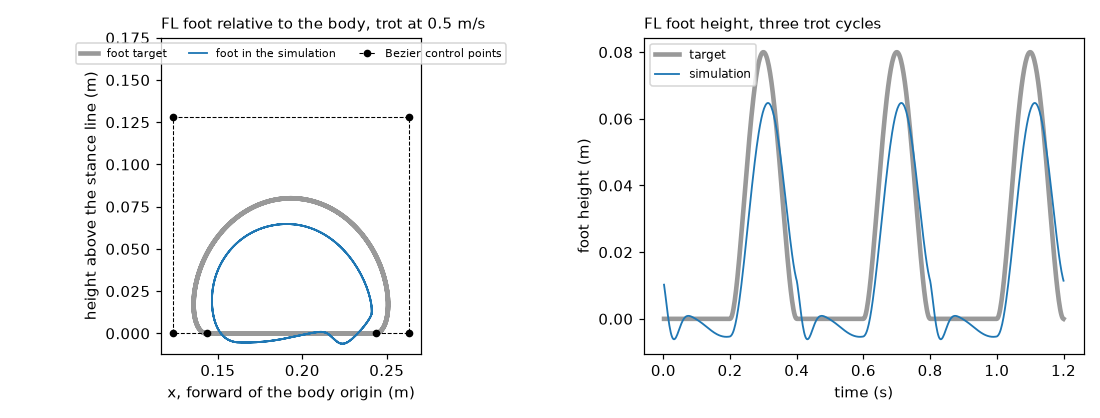 FL foot relative to the body, trot at 0.5 m/s
foot target
foot in the simulation
Bezier control points
height above the stance line (m)
0.175
0.150
0.125
0.100
0.075
0.050
0.025
0.000
0.15
0.20
0.25
x, forward of the body origin (m)
FL foot height, three trot cycles
target
simulation
foot height (m)
0.08
0.06
0.04
0.02
0.00
0.0
0.2
0.4
0.6
0.8
1.0
1.2
time (s)